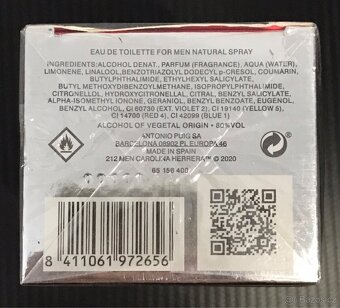 EAU DE TOILETTE FOR MEN NATURAL SPRAY
INGREDIENTS: ALCOHOL DENAT., PARFUM (FRAGRANCE), AQUA (WATER),
LIMONENE, LINALOOL, BENZOTRIAZOLYL DODECYL p-CRESOL, COUMARIN,
BUTYLPHTHALIMIDE, ETHYLHEXYL SALICYLATE,
BUTYL METHOXYDIBENZOYLMETHANE, ISOPROPYLPHTHALIMIDE,
CITRONELLOL, HYDROXYCITRONELLAL, CITRAL, BENZYL SALICYLATE,
ALPHA-ISOMETHYL IONONE, GERANIOL, BENZYL BENZOATE, EUGENOL,
BENZYL ALCOHOL, CI 60730 (EXT. VIOLET 2), CI 19140 (YELLOW 5),
CI 14700 (RED 4), CI 42090 (BLUE 1)
ALCOHOL OF VEGETAL ORIGIN • 80%VOL
ANTONIO PUIG SA
BARCELONA 08902 PL. EUROPA 46
MADE IN SPAIN
212 MEN CAROLINA HERRERA © 2020
65 156 400
8 411061 972656